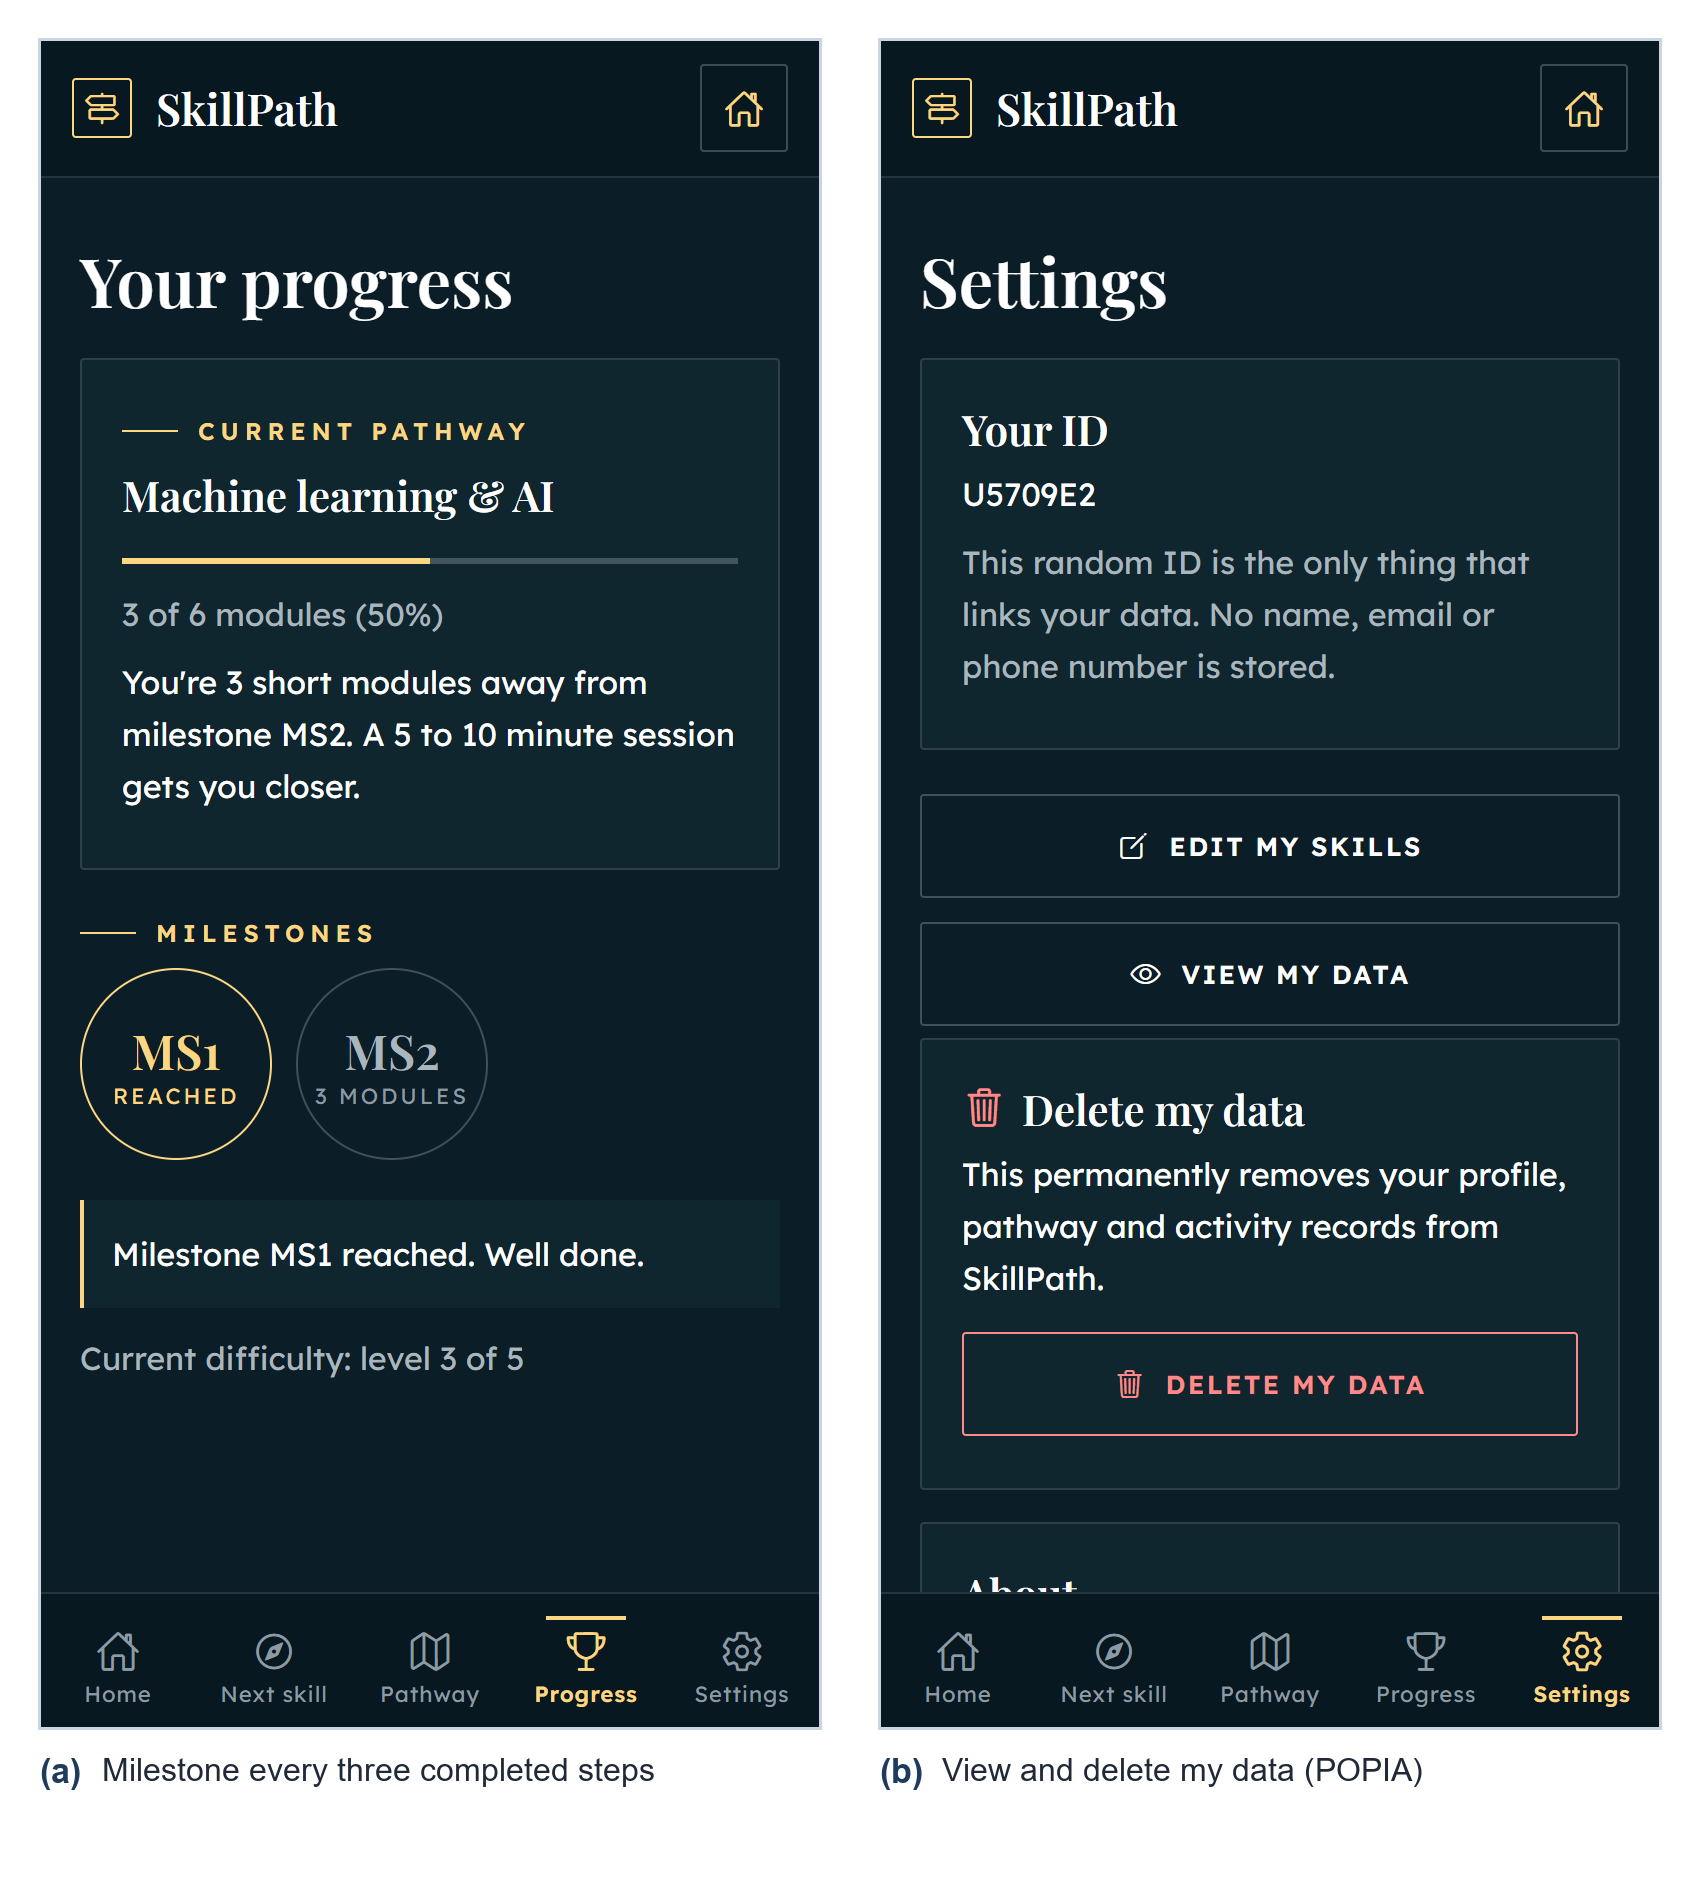 SkillPath
Your progress
CURRENT PATHWAY
Machine learning & AI
3 of 6 modules (50%)
You're 3 short modules away from
milestone MS2. A 5 to 10 minute session
gets you closer.
MILESTONES
MS1
REACHED
MS2
3 MODULES
Milestone MS1 reached. Well done.
Current difficulty: level 3 of 5
Home
Next skill
Pathway
Progress
Settings
(a) Milestone every three completed steps
SkillPath
Settings
Your ID
U5709E2
This random ID is the only thing that
links your data. No name, email or
phone number is stored.
EDIT MY SKILLS
VIEW MY DATA
Delete my data
This permanently removes your profile,
pathway and activity records from
SkillPath.
DELETE MY DATA
About
Home
Next skill
Pathway
Progress
Settings
(b) View and delete my data (POPIA)